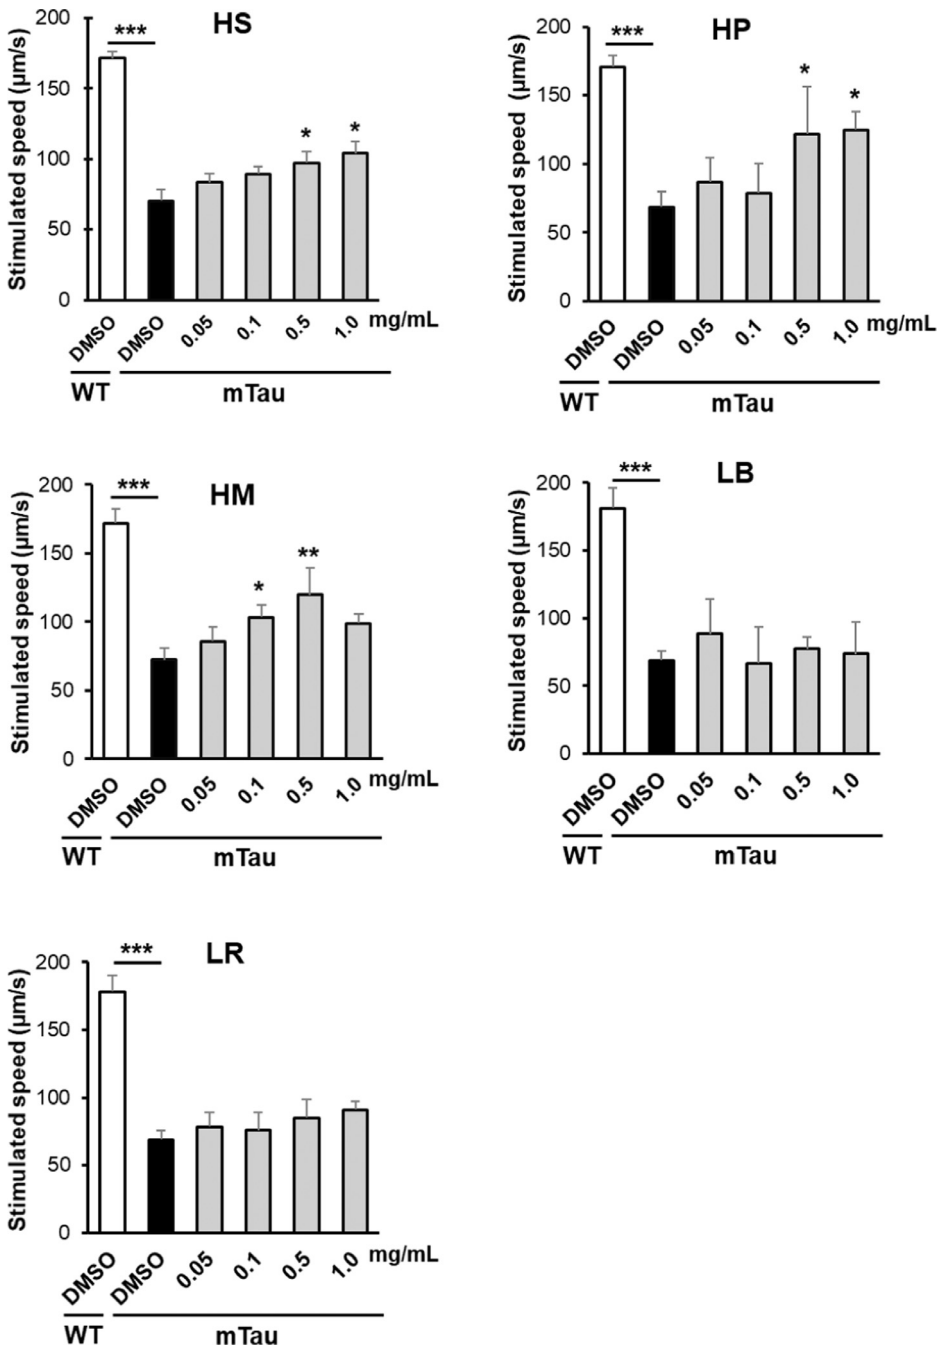 HS
***
Stimulated speed (µm/s)
200
150
100
50
0
*
*
DMSO
DMSO
0.05
0.1
0.5
1.0
mg/mL
WT
mTau
HP
***
Stimulated speed (µm/s)
200
150
100
50
0
*
*
DMSO
DMSO
0.05
0.1
0.5
1.0
mg/mL
WT
mTau
HM
***
Stimulated speed (µm/s)
200
150
100
50
0
*
**
DMSO
DMSO
0.05
0.1
0.5
1.0
mg/mL
WT
mTau
LB
***
Stimulated speed (µm/s)
200
150
100
50
0
DMSO
DMSO
0.05
0.1
0.5
1.0
WT
mTau
LR
***
Stimulated speed (µm/s)
200
150
100
50
0
DMSO
DMSO
0.05
0.1
0.5
1.0
mg/mL
WT
mTau